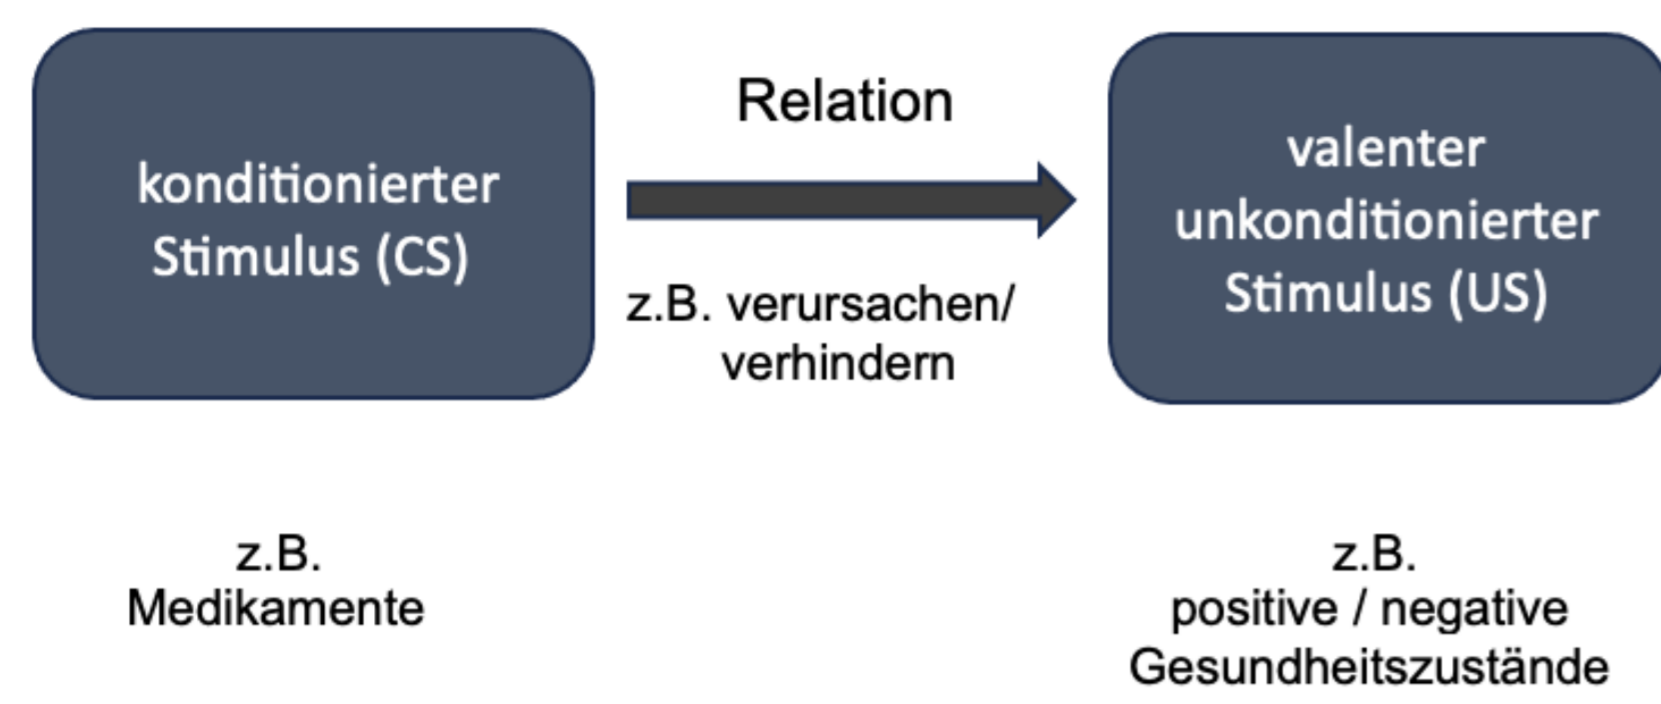 konditionierter
Stimulus (CS)
Relation
z.B. verursachen/
verhindern
valenter
unkonditionierter
Stimulus (US)
z.B.
Medikamente
z.B.
positive / negative
Gesundheitszustände